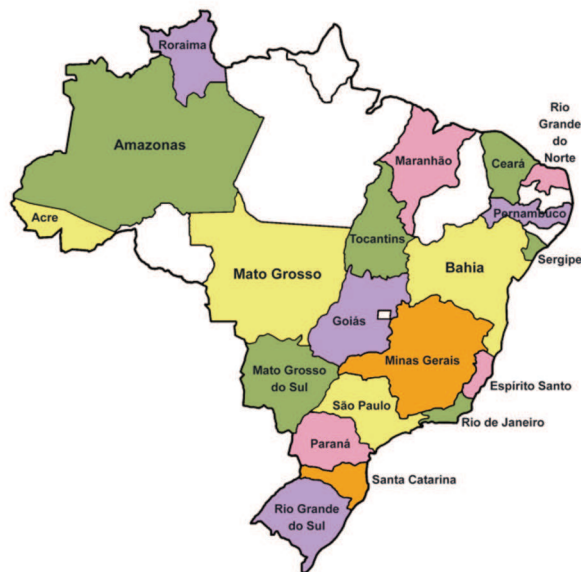 Roraima
Amazonas
Acre
Maranhão
Ceará
Rio
Grande
do
Norte
Pernambuco
Tocantins
Sergipe
Mato Grosso
Bahia
Goiás
Minas Gerais
Mato Grosso
do Sul
Espírito Santo
São Paulo
Rio de Janeiro
Paraná
Santa Catarina
Rio Grande
do Sul